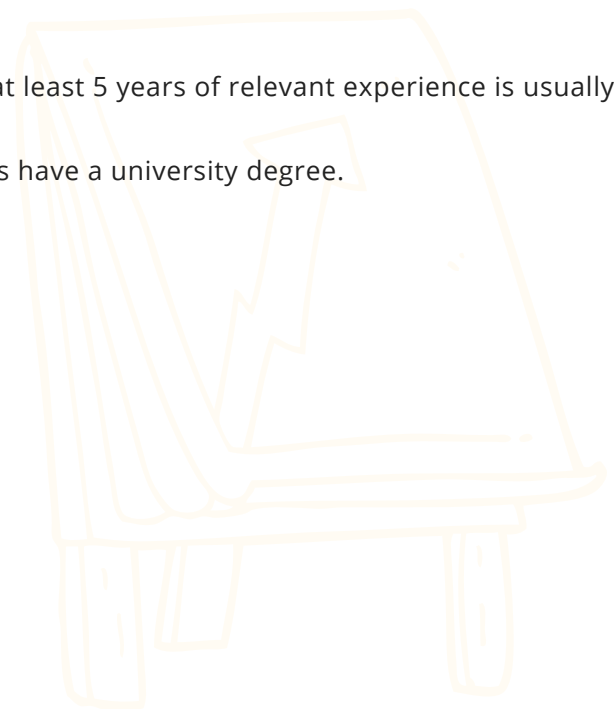 at least 5 years of relevant experience is usually
s have a university degree.